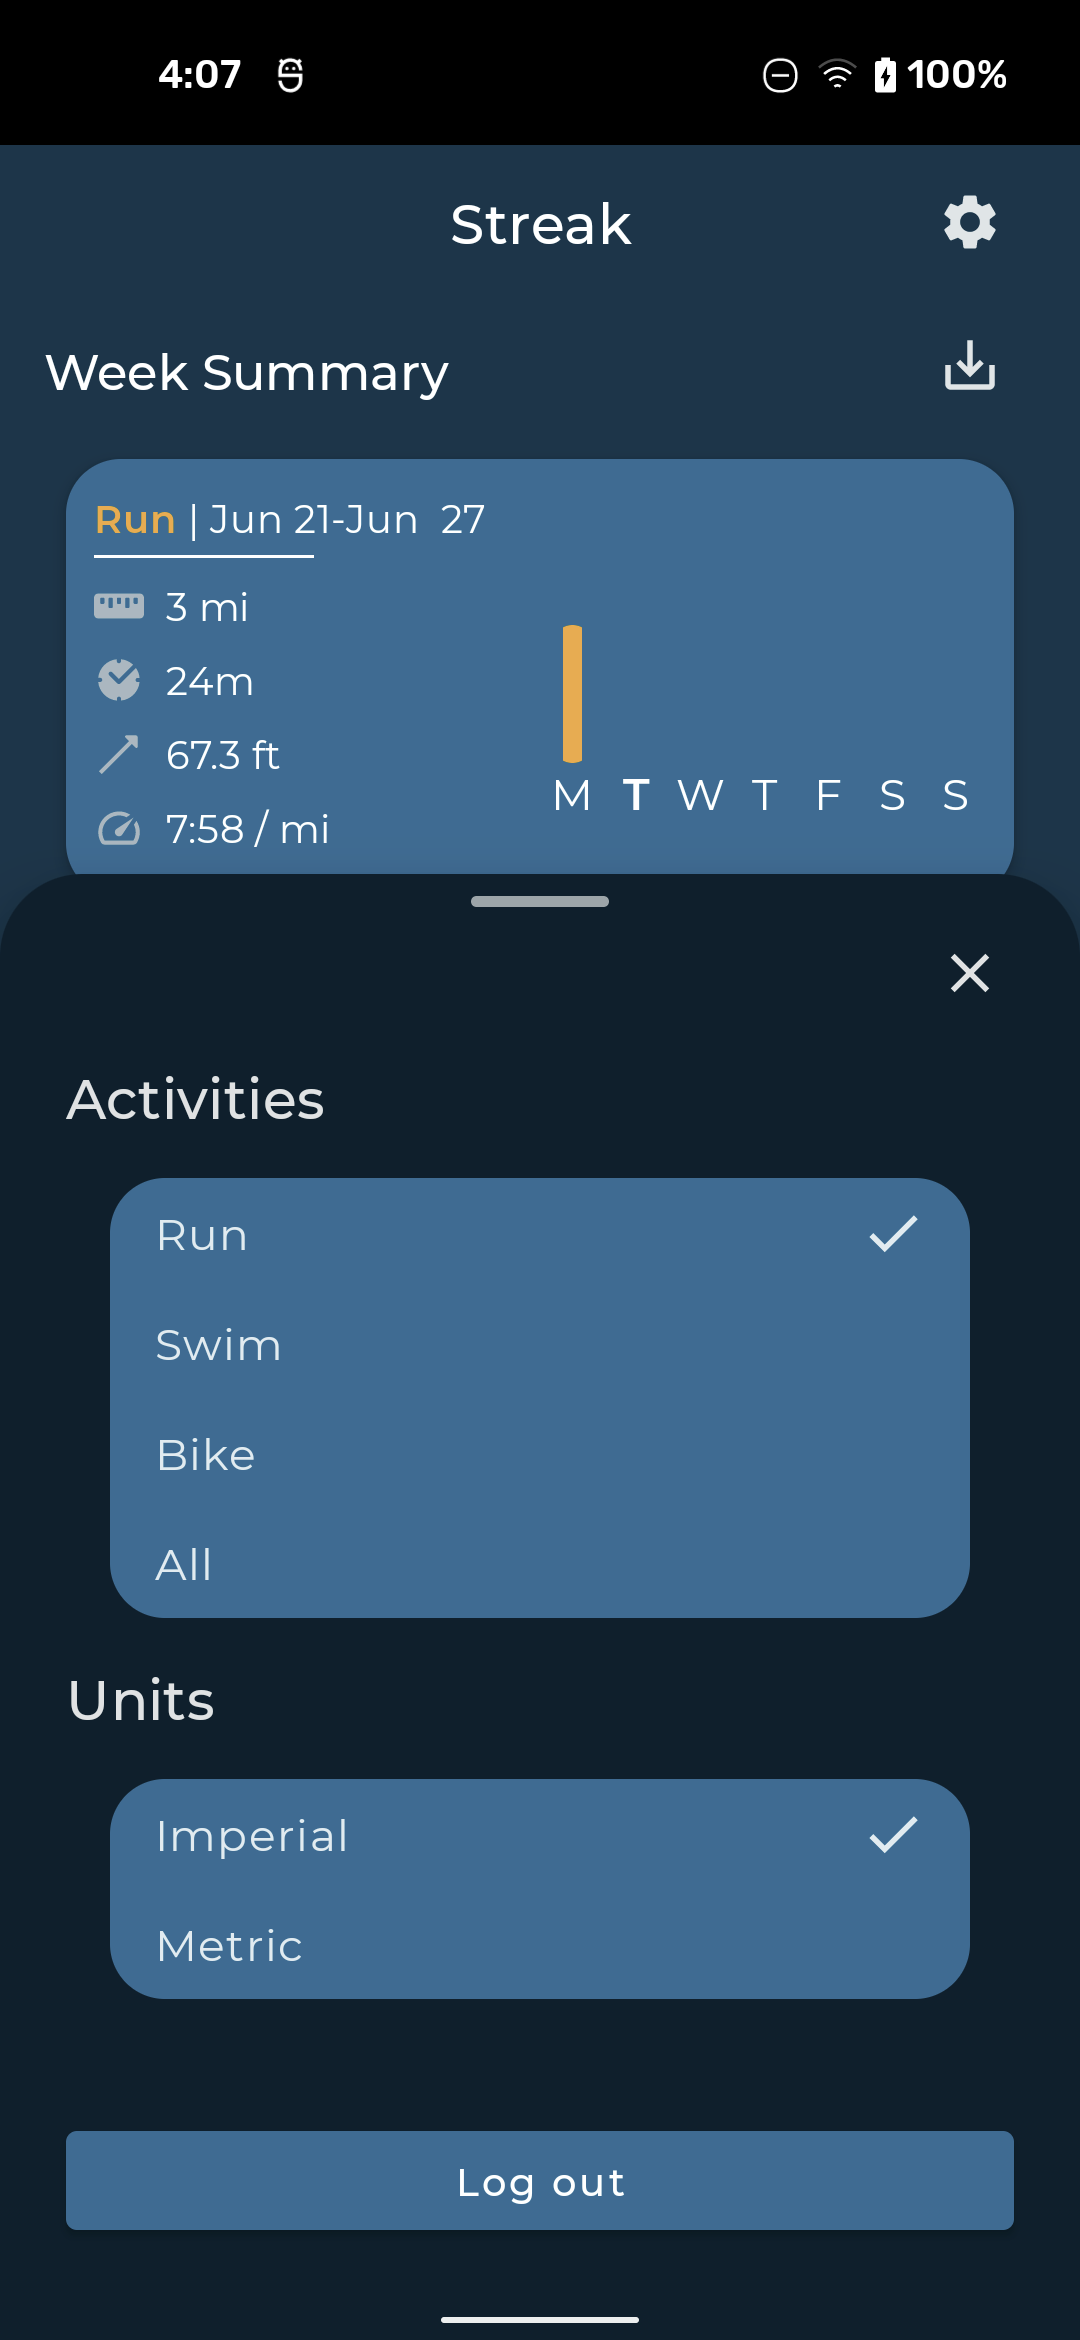 4:07 100%
Streak
Week Summary
Run | Jun 21-Jun  27
3 mi
24m
67.3 ft
7:58 / mi
M T W T F S S
Activities
Run
Swim
Bike
All
Units
Imperial
Metric
Log out